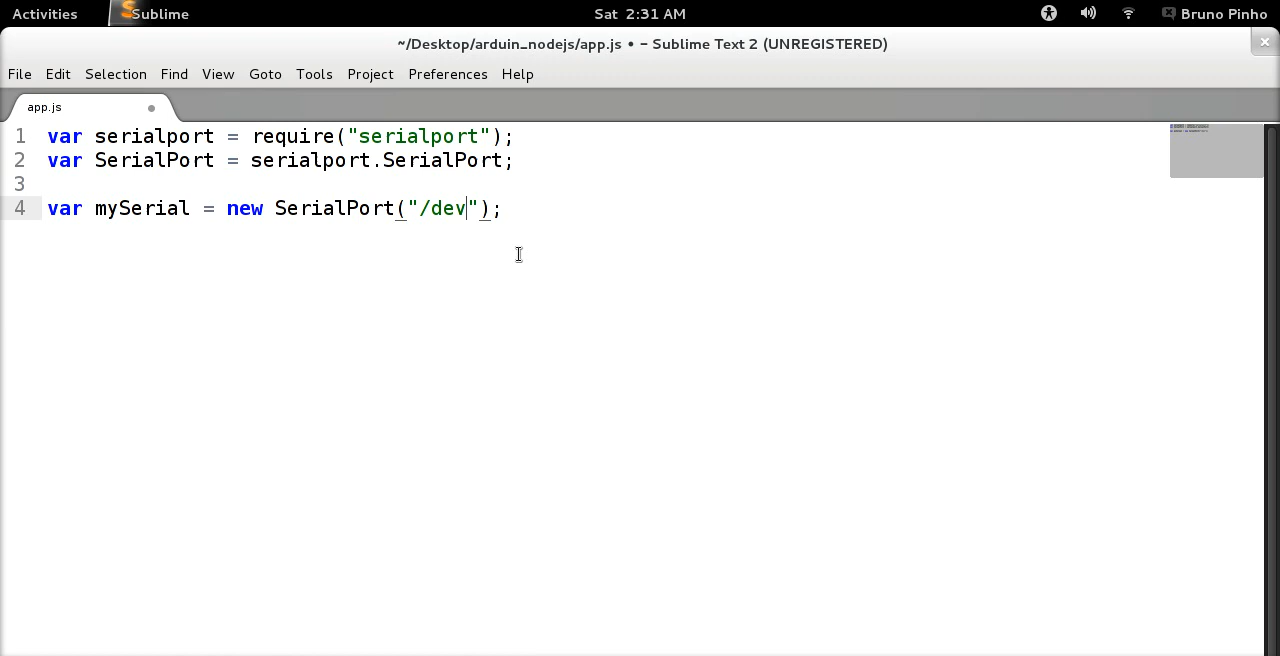 Activities Sublime Sat 2:31 AM Bruno Pinho
~/Desktop/arduin_nodejs/app.js • – Sublime Text 2 (UNREGISTERED)
File Edit Selection Find View Goto Tools Project Preferences Help
app.js
1 var serialport = require("serialport");
2 var SerialPort = serialport.SerialPort;
3
4 var mySerial = new SerialPort("/dev");